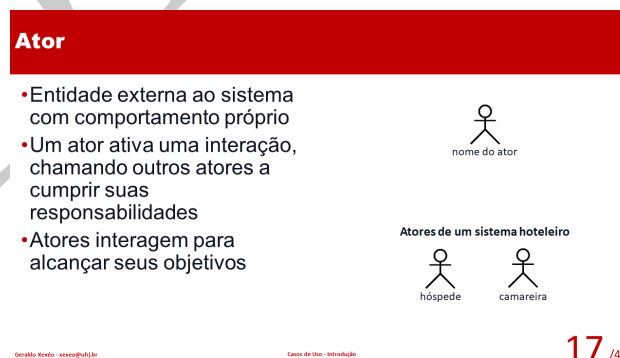 Ator
•Entidade externa ao sistema
com comportamento próprio
•Um ator ativa uma interação,
chamando outros atores a
cumprir suas
responsabilidades
•Atores interagem para
alcançar seus objetivos
nome do ator
Atores de um sistema hoteleiro
hóspede camareira
Geraldo Xexéo - xexeo@ufrj.br
Casos de Uso - Introdução
17 /4